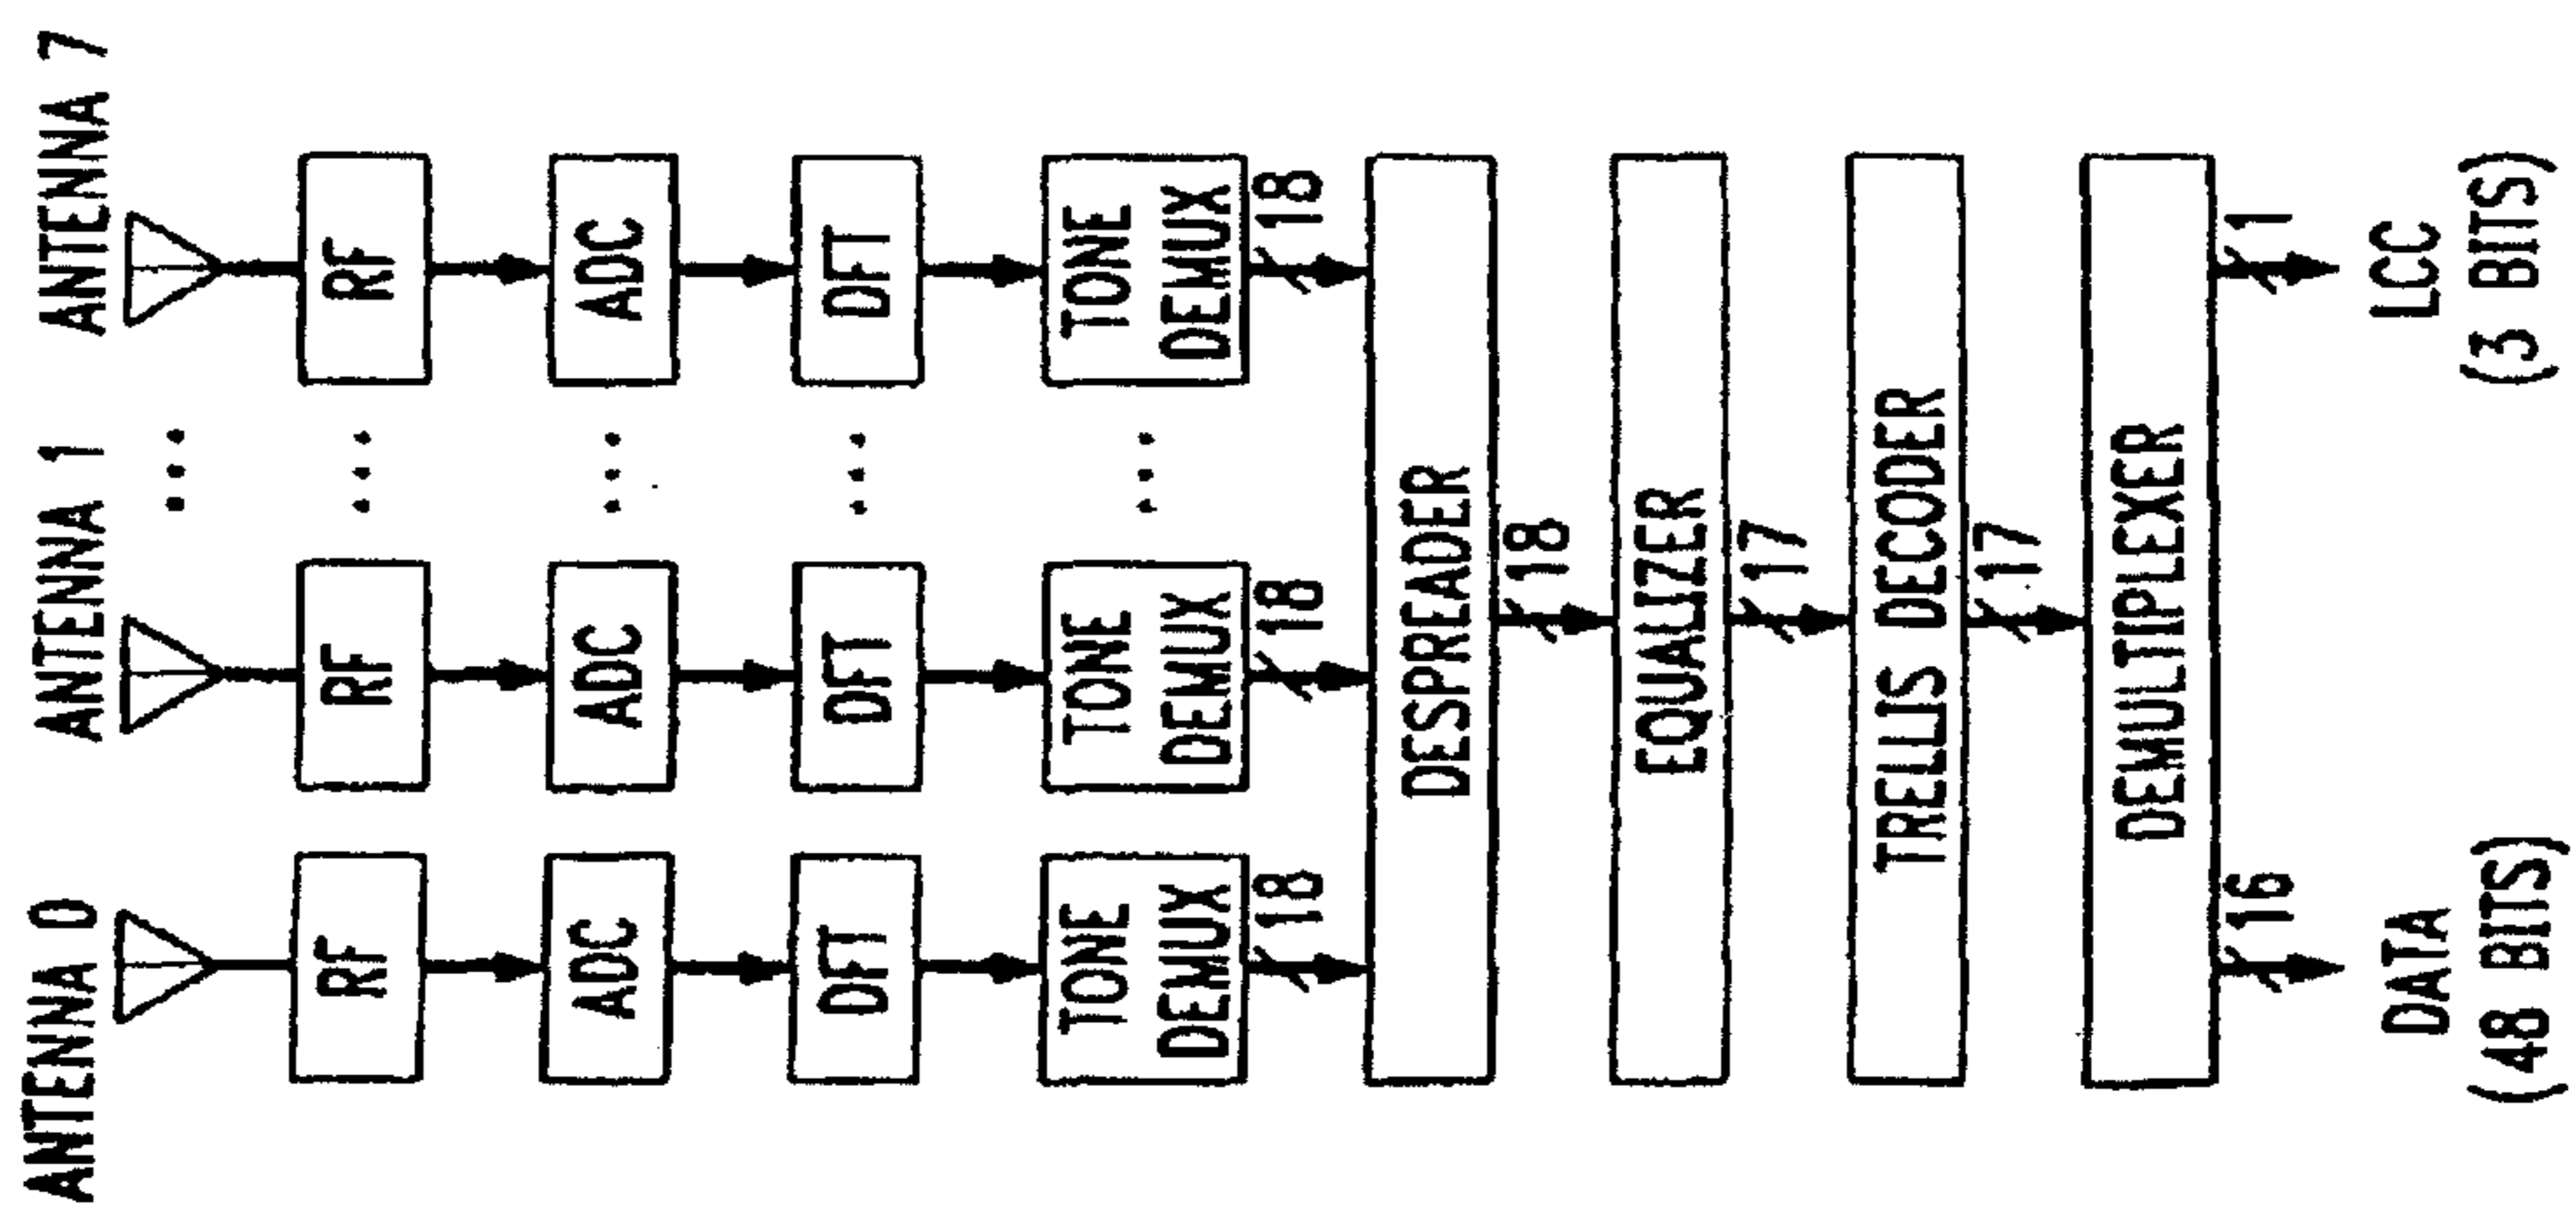 ANTENNA 0
ANTENNA 1
...
ANTENNA 7
RF
RF
...
RF
ADC
ADC
...
ADC
DFT
DFT
...
DFT
TONE
DEMUX
TONE
DEMUX
...
TONE
DEMUX
18
18
18
DESPREADER
18
EQUALIZER
17
TRELLIS DECODER
17
DEMULTIPLEXER
16
1
DATA
(48 BITS)
LCC
(3 BITS)